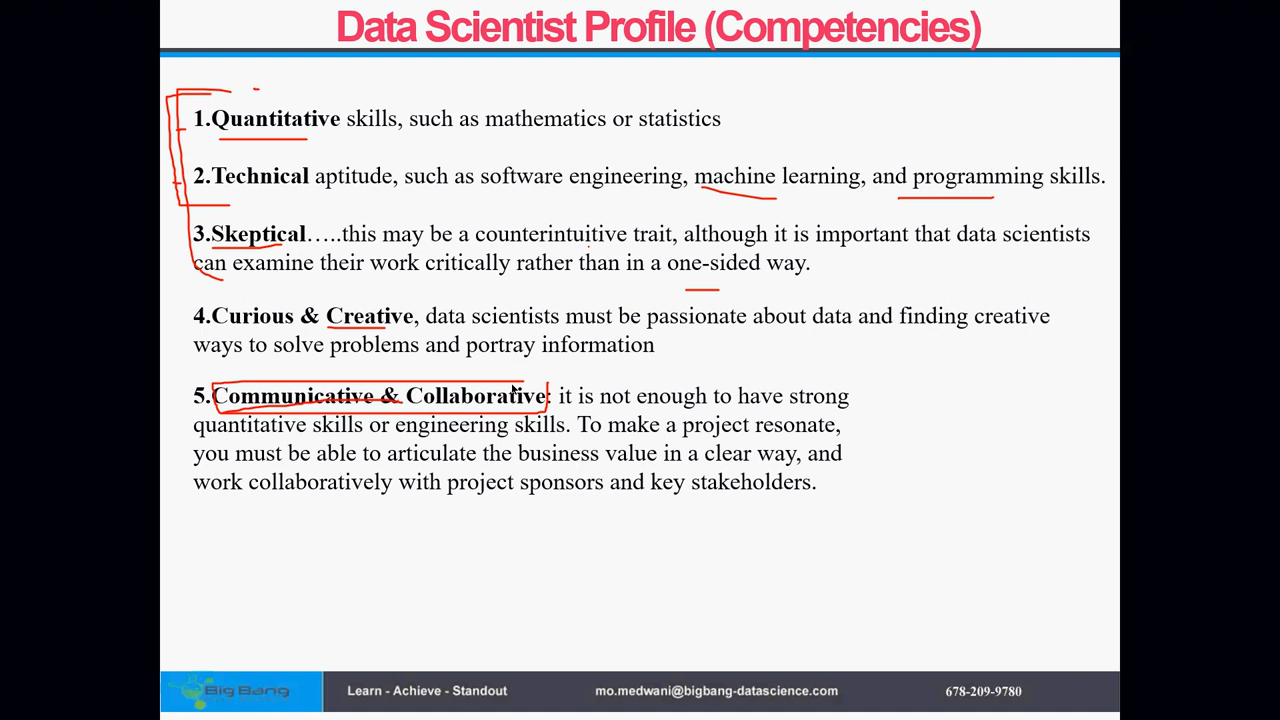 Data Scientist Profile (Competencies)
1.Quantitative skills, such as mathematics or statistics
2.Technical aptitude, such as software engineering, machine learning, and programming skills.
3.Skeptical…..this may be a counterintuitive trait, although it is important that data scientists
can examine their work critically rather than in a one-sided way.
4.Curious & Creative, data scientists must be passionate about data and finding creative
ways to solve problems and portray information
5.Communicative & Collaborative: it is not enough to have strong
quantitative skills or engineering skills. To make a project resonate,
you must be able to articulate the business value in a clear way, and
work collaboratively with project sponsors and key stakeholders.
Big Bang
Learn - Achieve - Standout
mo.medwani@bigbang-datascience.com
678-209-9780